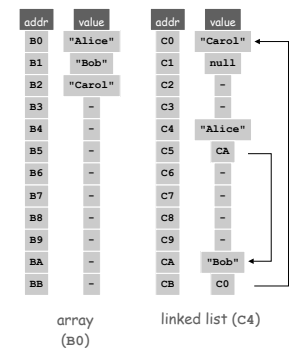 addr value addr value
B0 "Alice" C0 "Carol"
B1 "Bob" C1 null
B2 "Carol" C2 -
B3 - C3 -
B4 - C4 "Alice"
B5 - C5 CA
B6 - C6 -
B7 - C7 -
B8 - C8 -
B9 - C9 -
BA - CA "Bob"
BB - CB C0
array linked list (C4)
(B0)